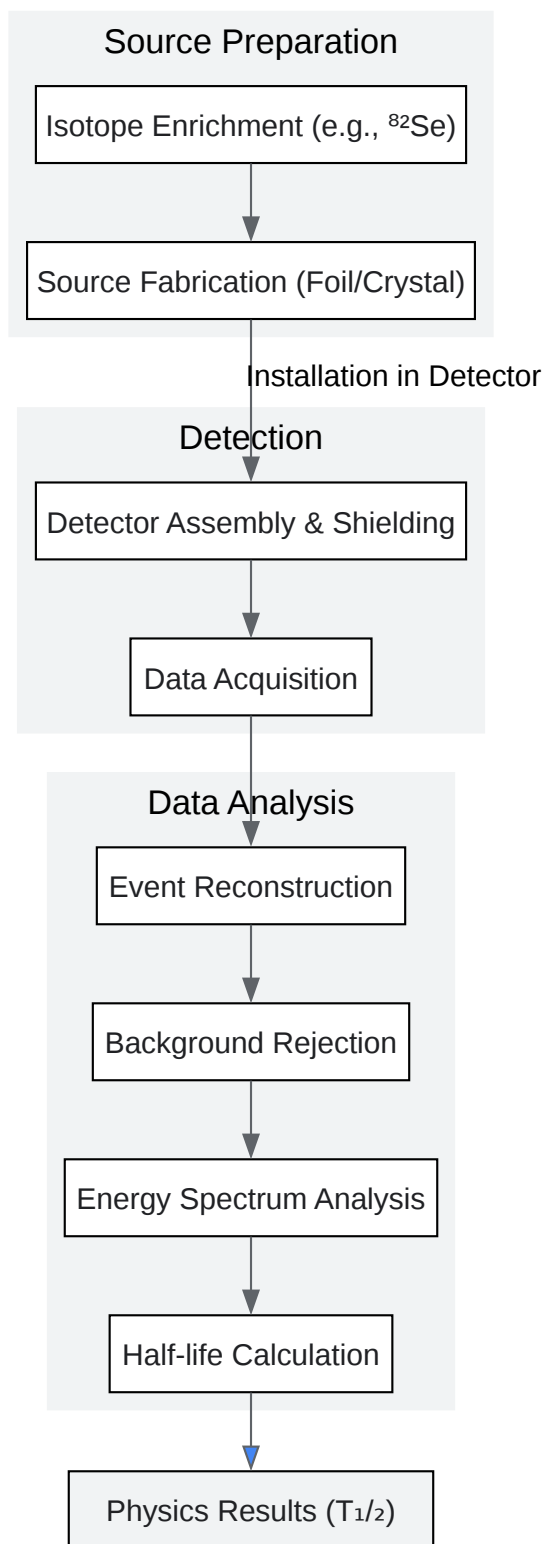 Source Preparation
Isotope Enrichment (e.g., ⁸²Se)
Source Fabrication (Foil/Crystal)
Installation in Detector
Detection
Detector Assembly & Shielding
Data Acquisition
Data Analysis
Event Reconstruction
Background Rejection
Energy Spectrum Analysis
Half-life Calculation
Physics Results (T₁/₂)